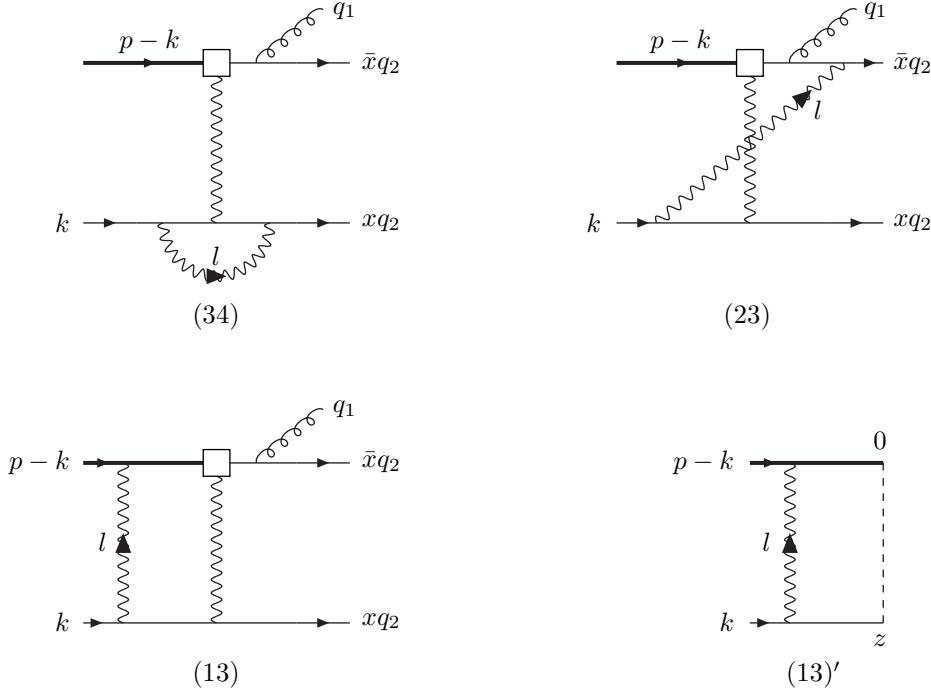 q₁ q₁
p − k x̄q₂ p − k x̄q₂
l
k l xq₂ k xq₂
(34) (23)
q₁
p − k x̄q₂ p − k 0
l l
k xq₂ k z
(13) (13)′